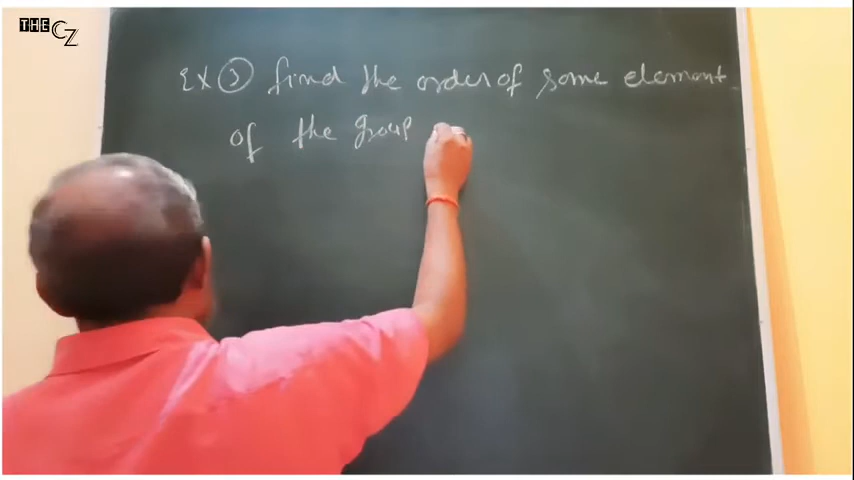 THE CZ
Ex ③ find the order of some element
of the group